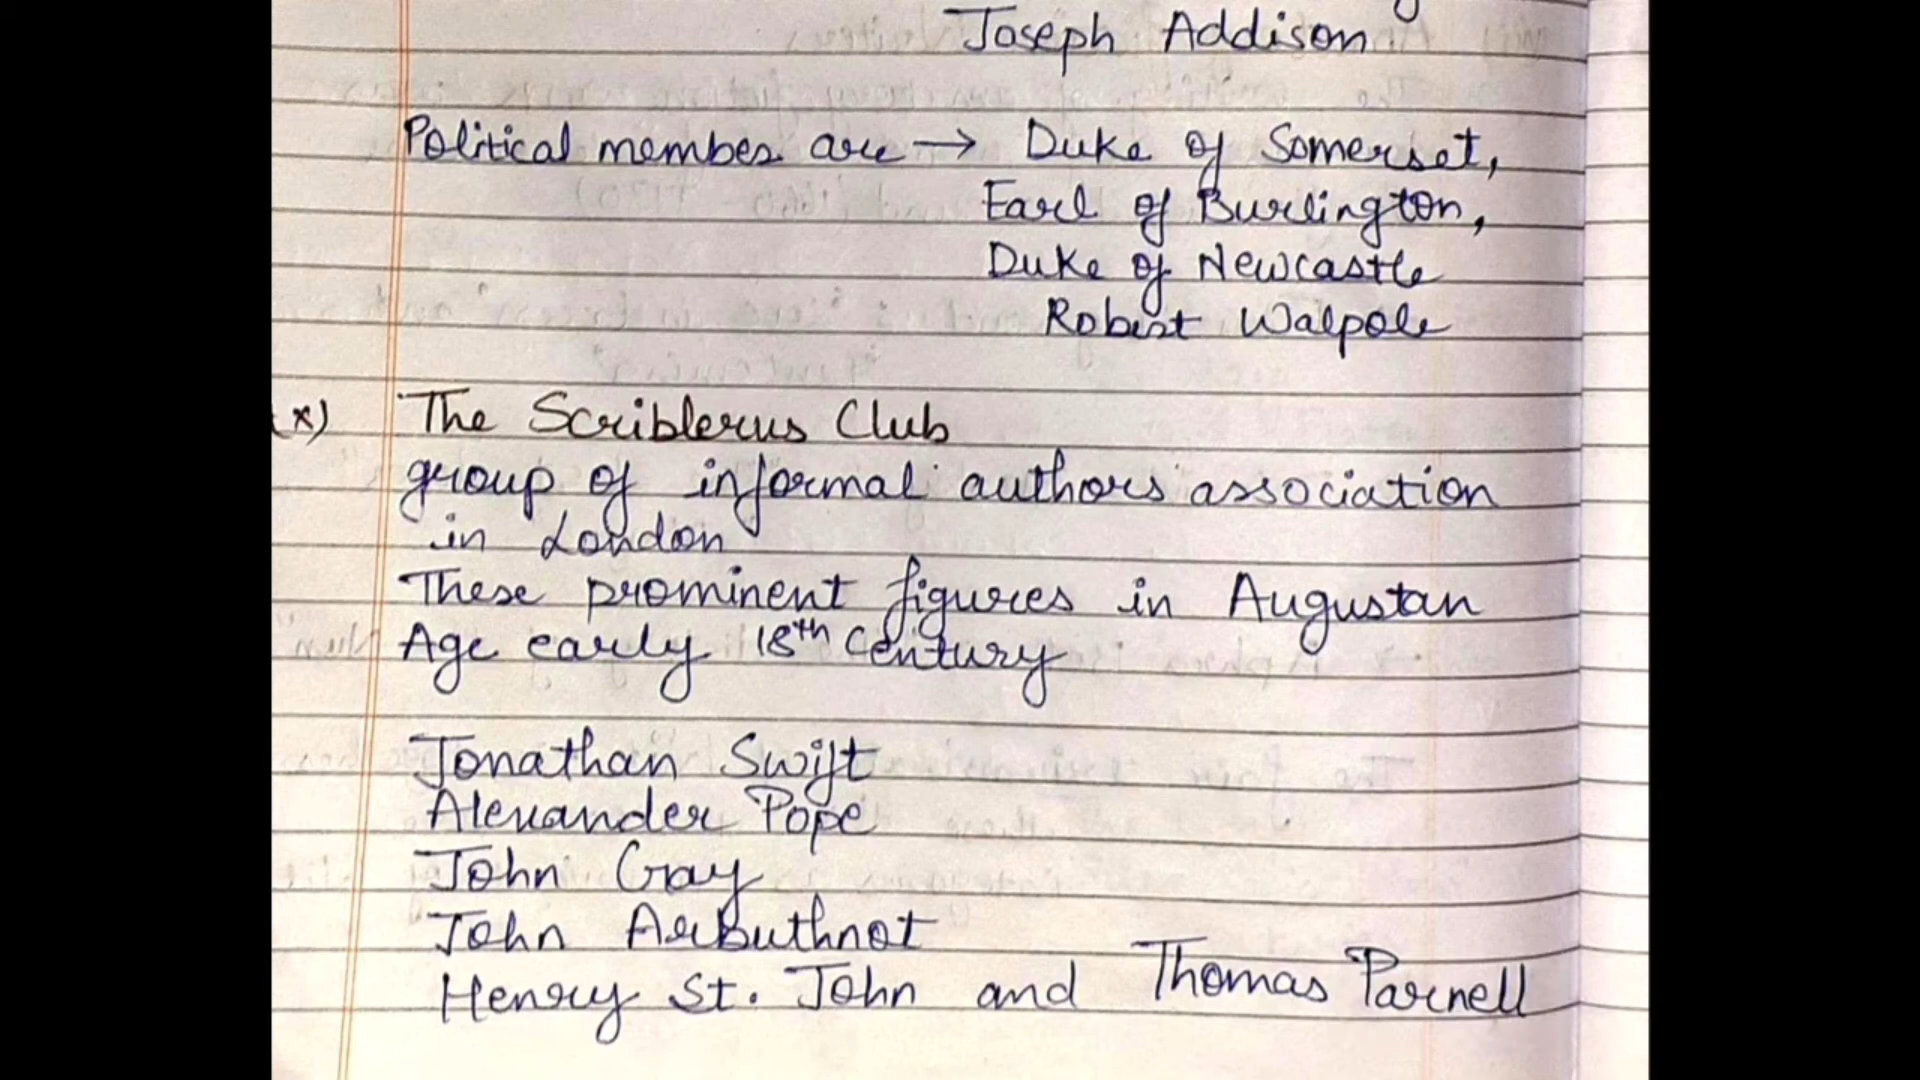 Joseph Addison
Political member are → Duke of Somerset,
Earl of Burlington,
Duke of Newcastle
Robert Walpole
(x) The Scriblerus Club
group of informal authors association
in London
These prominent figures in Augustan
Age early 18th Century
Jonathan Swift
Alexander Pope
John Gay
John Arbuthnot
Henry St. John and Thomas Parnell